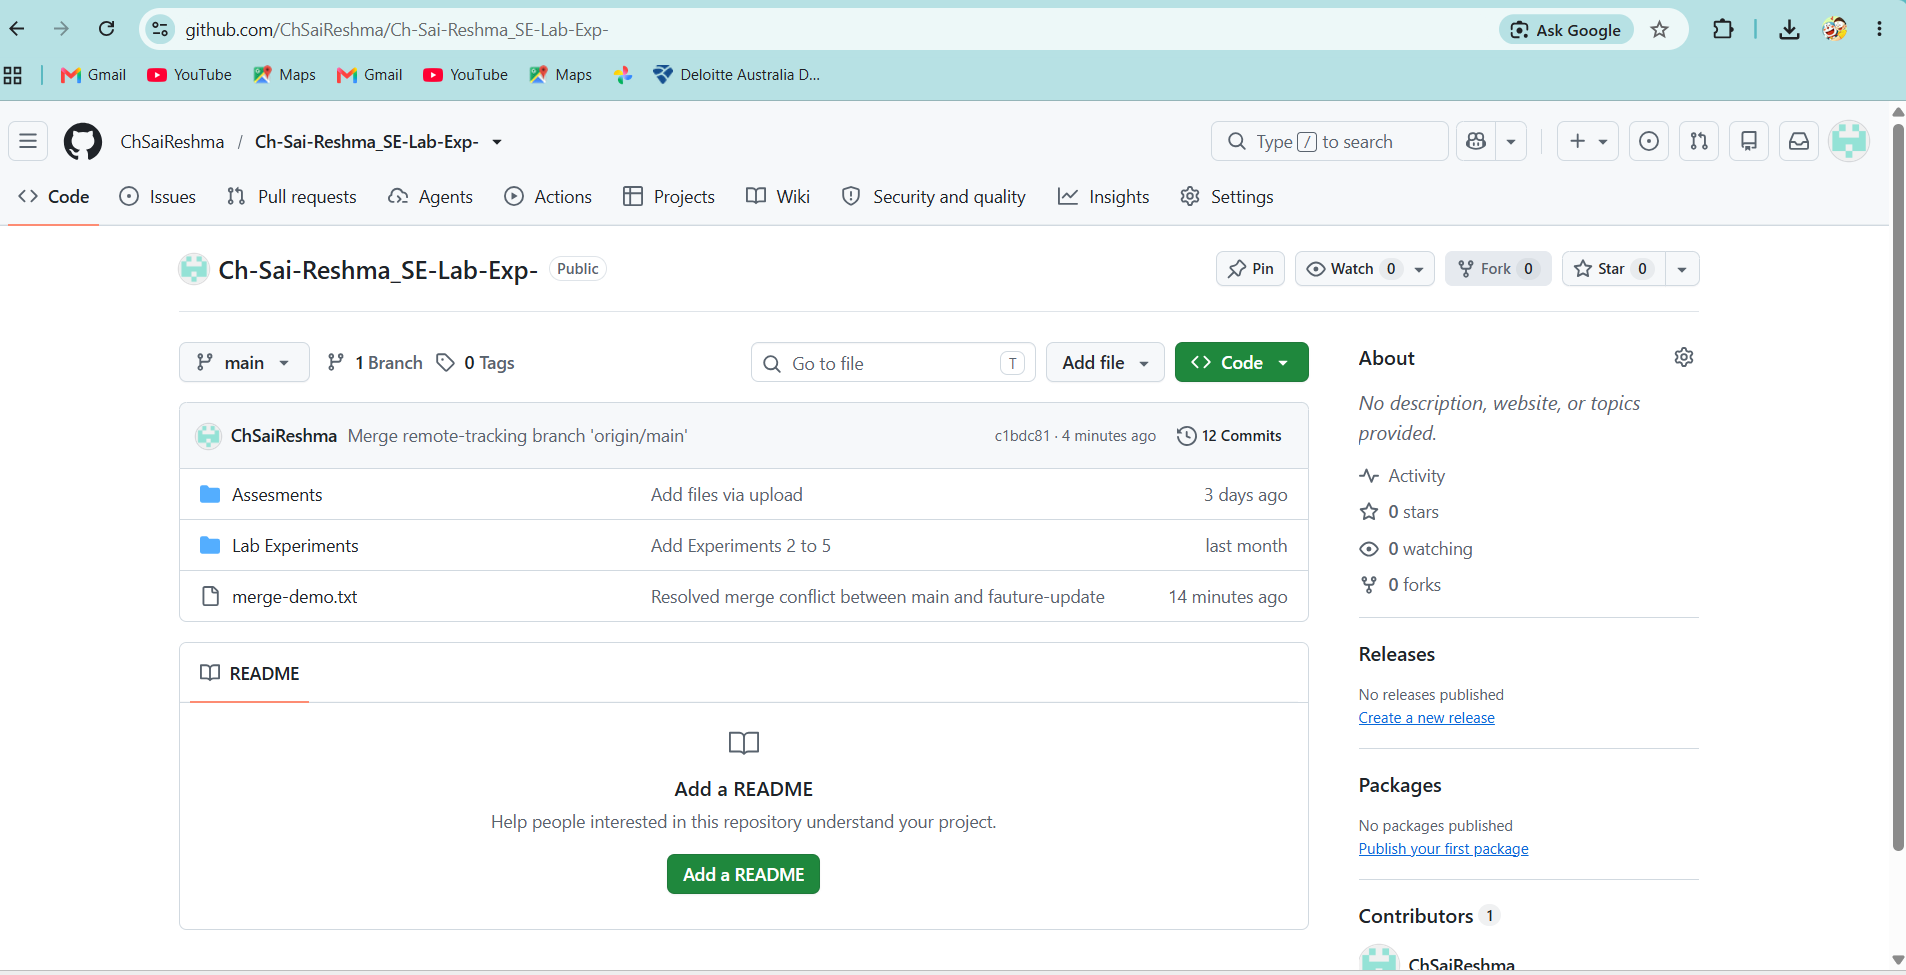 github.com/ChSaiReshma/Ch-Sai-Reshma_SE-Lab-Exp-
Ask Google
Gmail
YouTube
Maps
Gmail
YouTube
Maps
Deloitte Australia D...
ChSaiReshma / Ch-Sai-Reshma_SE-Lab-Exp-
Type / to search
Code
Issues
Pull requests
Agents
Actions
Projects
Wiki
Security and quality
Insights
Settings
Ch-Sai-Reshma_SE-Lab-Exp-
Public
Pin
Watch 0
Fork 0
Star 0
main
1 Branch
0 Tags
Go to file
T
Add file
Code
ChSaiReshma Merge remote-tracking branch 'origin/main'
c1bdc81 · 4 minutes ago
12 Commits
Assesments
Add files via upload
3 days ago
Lab Experiments
Add Experiments 2 to 5
last month
merge-demo.txt
Resolved merge conflict between main and fauture-update
14 minutes ago
README
Add a README
Help people interested in this repository understand your project.
Add a README
About
No description, website, or topics
provided.
Activity
0 stars
0 watching
0 forks
Releases
No releases published
Create a new release
Packages
No packages published
Publish your first package
Contributors 1
ChSaiReshma